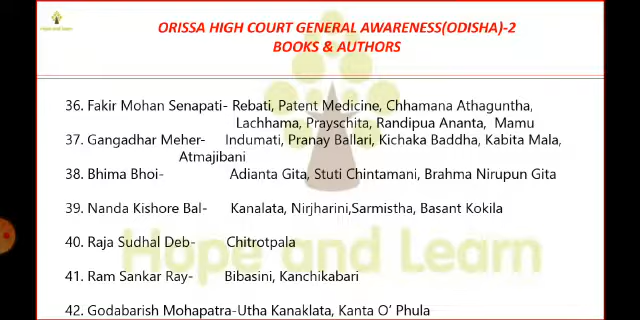 Hope and Learn
ORISSA HIGH COURT GENERAL AWARENESS(ODISHA)-2
BOOKS & AUTHORS
36. Fakir Mohan Senapati- Rebati, Patent Medicine, Chhamana Athaguntha,
Lachhama, Prayschita, Randipua Ananta, Mamu
37. Gangadhar Meher- Indumati, Pranay Ballari, Kichaka Baddha, Kabita Mala,
Atmajibani
38. Bhima Bhoi- Adianta Gita, Stuti Chintamani, Brahma Nirupun Gita
39. Nanda Kishore Bal- Kanalata, Nirjharini,Sarmistha, Basant Kokila
40. Raja Sudhal Deb- Chitrotpala
Hope and Learn
41. Ram Sankar Ray- Bibasini, Kanchikabari
42. Godabarish Mohapatra-Utha Kanaklata, Kanta O' Phula